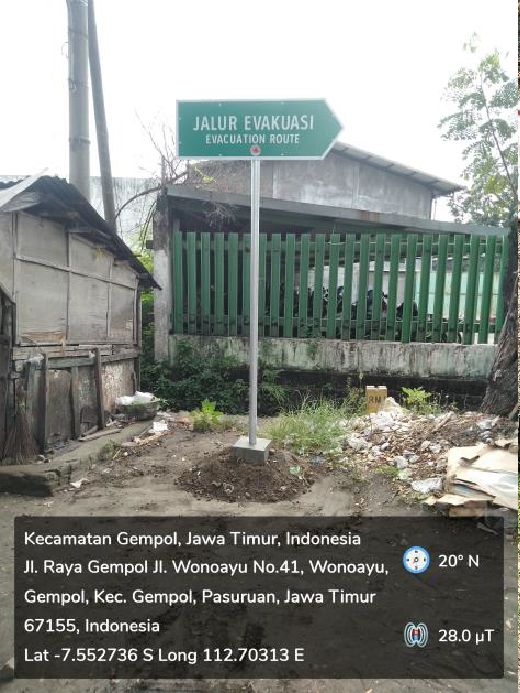 JALUR EVAKUASI
EVACUATION ROUTE
RM
Kecamatan Gempol, Jawa Timur, Indonesia
Jl. Raya Gempol Jl. Wonoayu No.41, Wonoayu,
Gempol, Kec. Gempol, Pasuruan, Jawa Timur
67155, Indonesia
Lat -7.552736 S Long 112.70313 E
20° N
28.0 µT